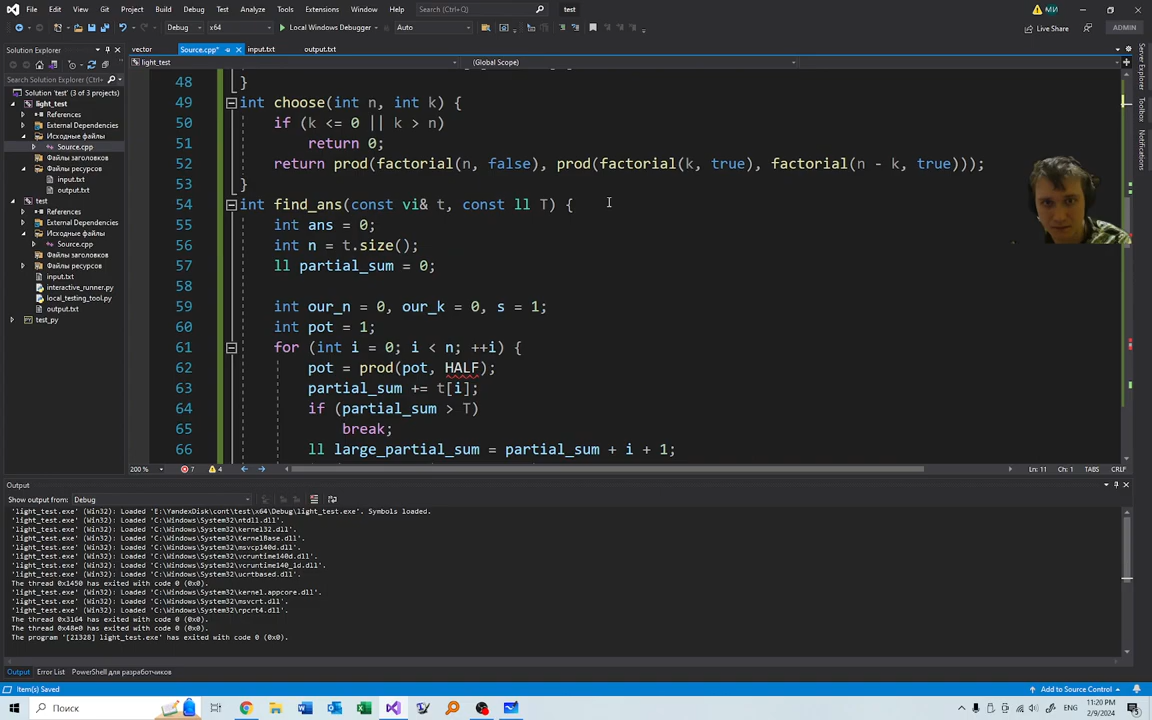 File Edit View Git Project Build Debug Test Analyze Tools Extensions Window Help Search (Ctrl+Q) test МИ
Debug x64 Local Windows Debugger Auto Live Share ADMIN
Solution Explorer
vector Source.cpp* input.txt output.txt
light_test (Global Scope)
Search Solution Explorer (Ctrl+
Solution 'test' (3 of 3 projects)
light_test
References
External Dependencies
Исходные файлы
Source.cpp
Файлы заголовков
Файлы ресурсов
input.txt
output.txt
test
References
External Dependencies
Исходные файлы
Source.cpp
Файлы заголовков
Файлы ресурсов
input.txt
interactive_runner.py
local_testing_tool.py
output.txt
test_py
48 }
49 int choose(int n, int k) {
50 if (k <= 0 || k > n)
51 return 0;
52 return prod(factorial(n, false), prod(factorial(k, true), factorial(n - k, true)));
53 }
54 int find_ans(const vi& t, const ll T) {
55 int ans = 0;
56 int n = t.size();
57 ll partial_sum = 0;
58
59 int our_n = 0, our_k = 0, s = 1;
60 int pot = 1;
61 for (int i = 0; i < n; ++i) {
62 pot = prod(pot, HALF);
63 partial_sum += t[i];
64 if (partial_sum > T)
65 break;
66 ll large_partial_sum = partial_sum + i + 1;
200 % 7 4 Ln: 11 Ch: 1 TABS CRLF
Server Explorer
Toolbox
Notifications
Output
Show output from: Debug
'light_test.exe' (Win32): Loaded 'E:\YandexDisk\cont\test\x64\Debug\light_test.exe'. Symbols loaded.
'light_test.exe' (Win32): Loaded 'C:\Windows\System32\ntdll.dll'.
'light_test.exe' (Win32): Loaded 'C:\Windows\System32\kernel32.dll'.
'light_test.exe' (Win32): Loaded 'C:\Windows\System32\KernelBase.dll'.
'light_test.exe' (Win32): Loaded 'C:\Windows\System32\msvcp140d.dll'.
'light_test.exe' (Win32): Loaded 'C:\Windows\System32\vcruntime140d.dll'.
'light_test.exe' (Win32): Loaded 'C:\Windows\System32\vcruntime140_1d.dll'.
'light_test.exe' (Win32): Loaded 'C:\Windows\System32\ucrtbased.dll'.
The thread 0x1450 has exited with code 0 (0x0).
'light_test.exe' (Win32): Loaded 'C:\Windows\System32\kernel.appcore.dll'.
'light_test.exe' (Win32): Loaded 'C:\Windows\System32\msvcrt.dll'.
'light_test.exe' (Win32): Loaded 'C:\Windows\System32\rpcrt4.dll'.
The thread 0x3164 has exited with code 0 (0x0).
The thread 0x48e0 has exited with code 0 (0x0).
The program '[21328] light_test.exe' has exited with code 0 (0x0).
Output Error List PowerShell для разработчиков
Item(s) Saved Add to Source Control
Поиск ENG 11:20 PM
2/9/2024